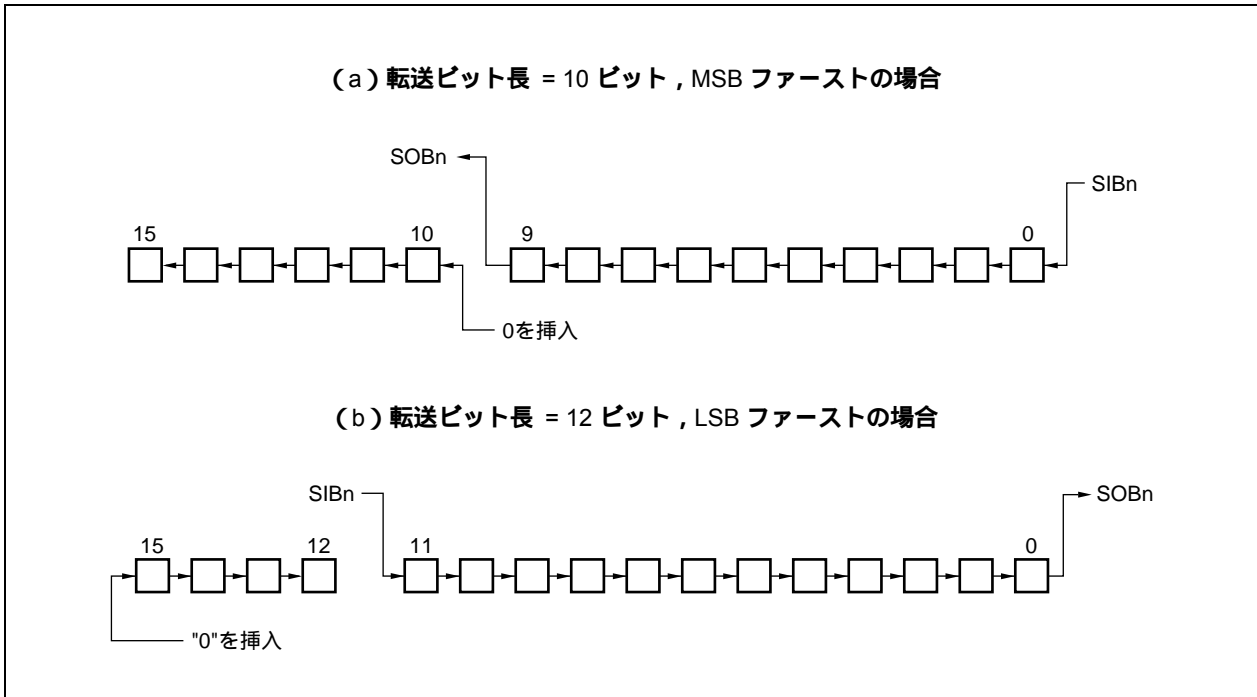 (a)転送ビット長 = 10 ビット,MSB ファーストの場合
SOBn
SIBn
15
10
9
0
0を挿入
(b)転送ビット長 = 12 ビット,LSB ファーストの場合
SIBn
SOBn
15
12
11
0
"0"を挿入